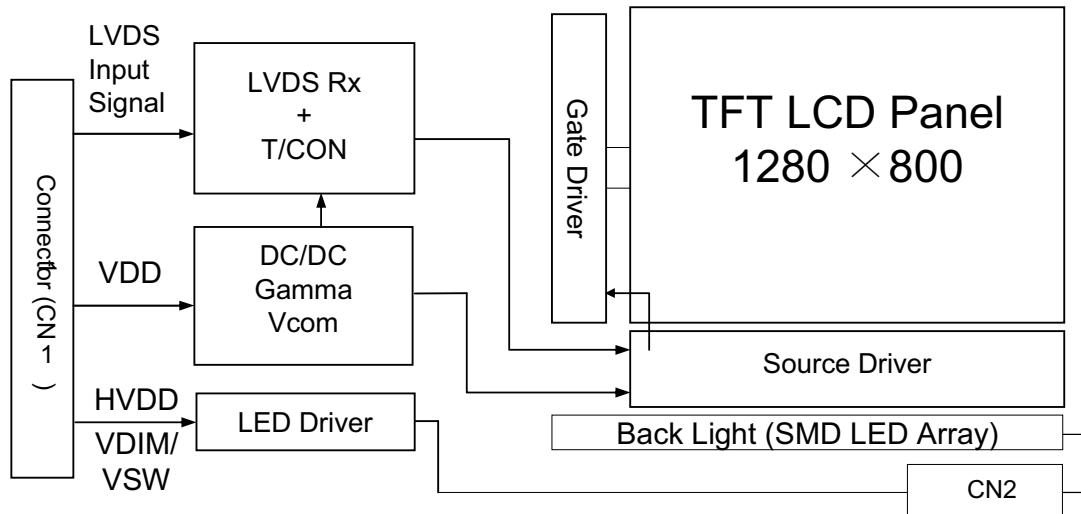 LVDS
Input
Signal
LVDS Rx
+
T/CON
Gate Driver
TFT LCD Panel
1280 ×800
Connector (CN1)
VDD
DC/DC
Gamma
Vcom
Source Driver
HVDD
VDIM/
VSW
LED Driver
Back Light (SMD LED Array)
CN2